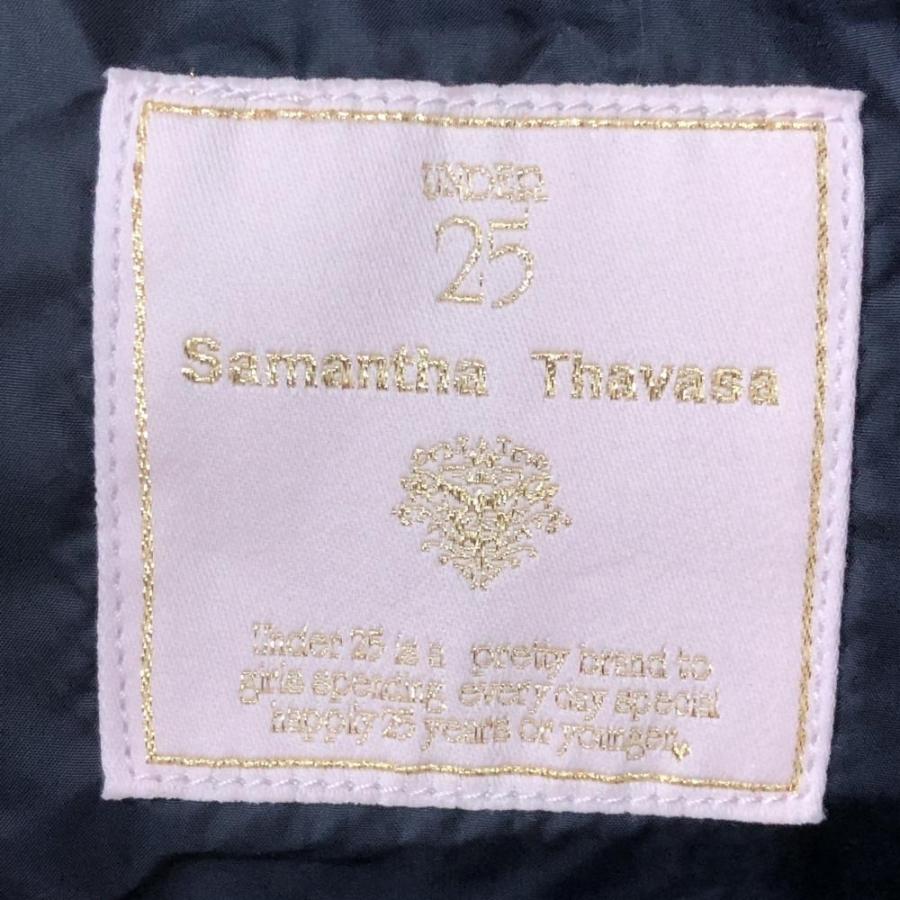 UNDER
25
Samantha Thavasa
Under 25 is a pretty brand to
girls spending every day special
happly 25 years or younger.